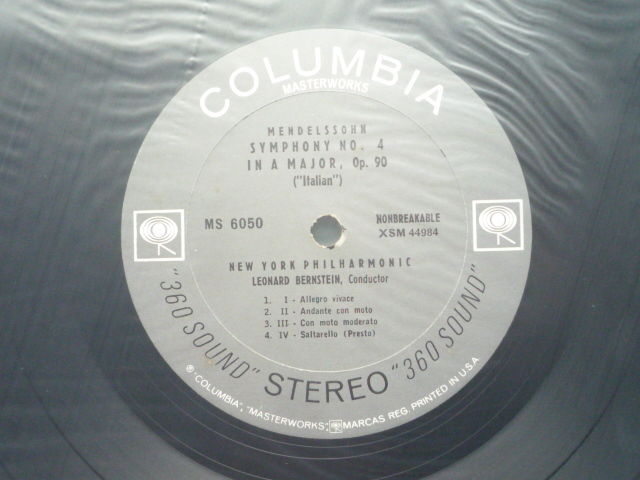 COLUMBIA
MASTERWORKS
MENDELSSOHN
SYMPHONY NO. 4
IN A MAJOR, Op. 90
("Italian")
MS 6050
NONBREAKABLE
XSM 44984
NEW YORK PHILHARMONIC
LEONARD BERNSTEIN, Conductor
1. I - Allegro vivace
2. II - Andante con moto
3. III - Con moto moderato
4. IV - Saltarello (Presto)
"360 SOUND" STEREO "360 SOUND"
® "COLUMBIA", "MASTERWORKS", MARCAS REG. PRINTED IN U.S.A.